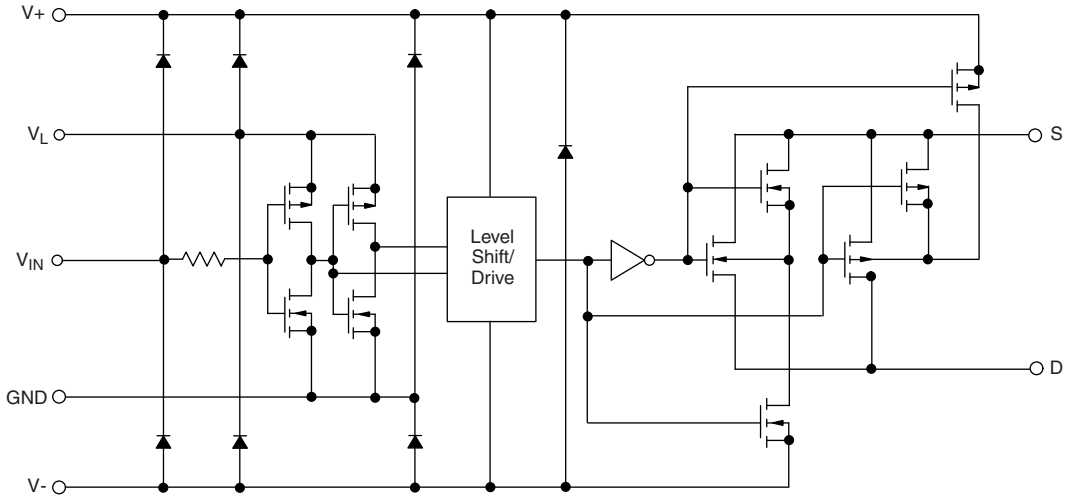 V+
VL
S
VIN
Level
Shift/
Drive
D
GND
V-